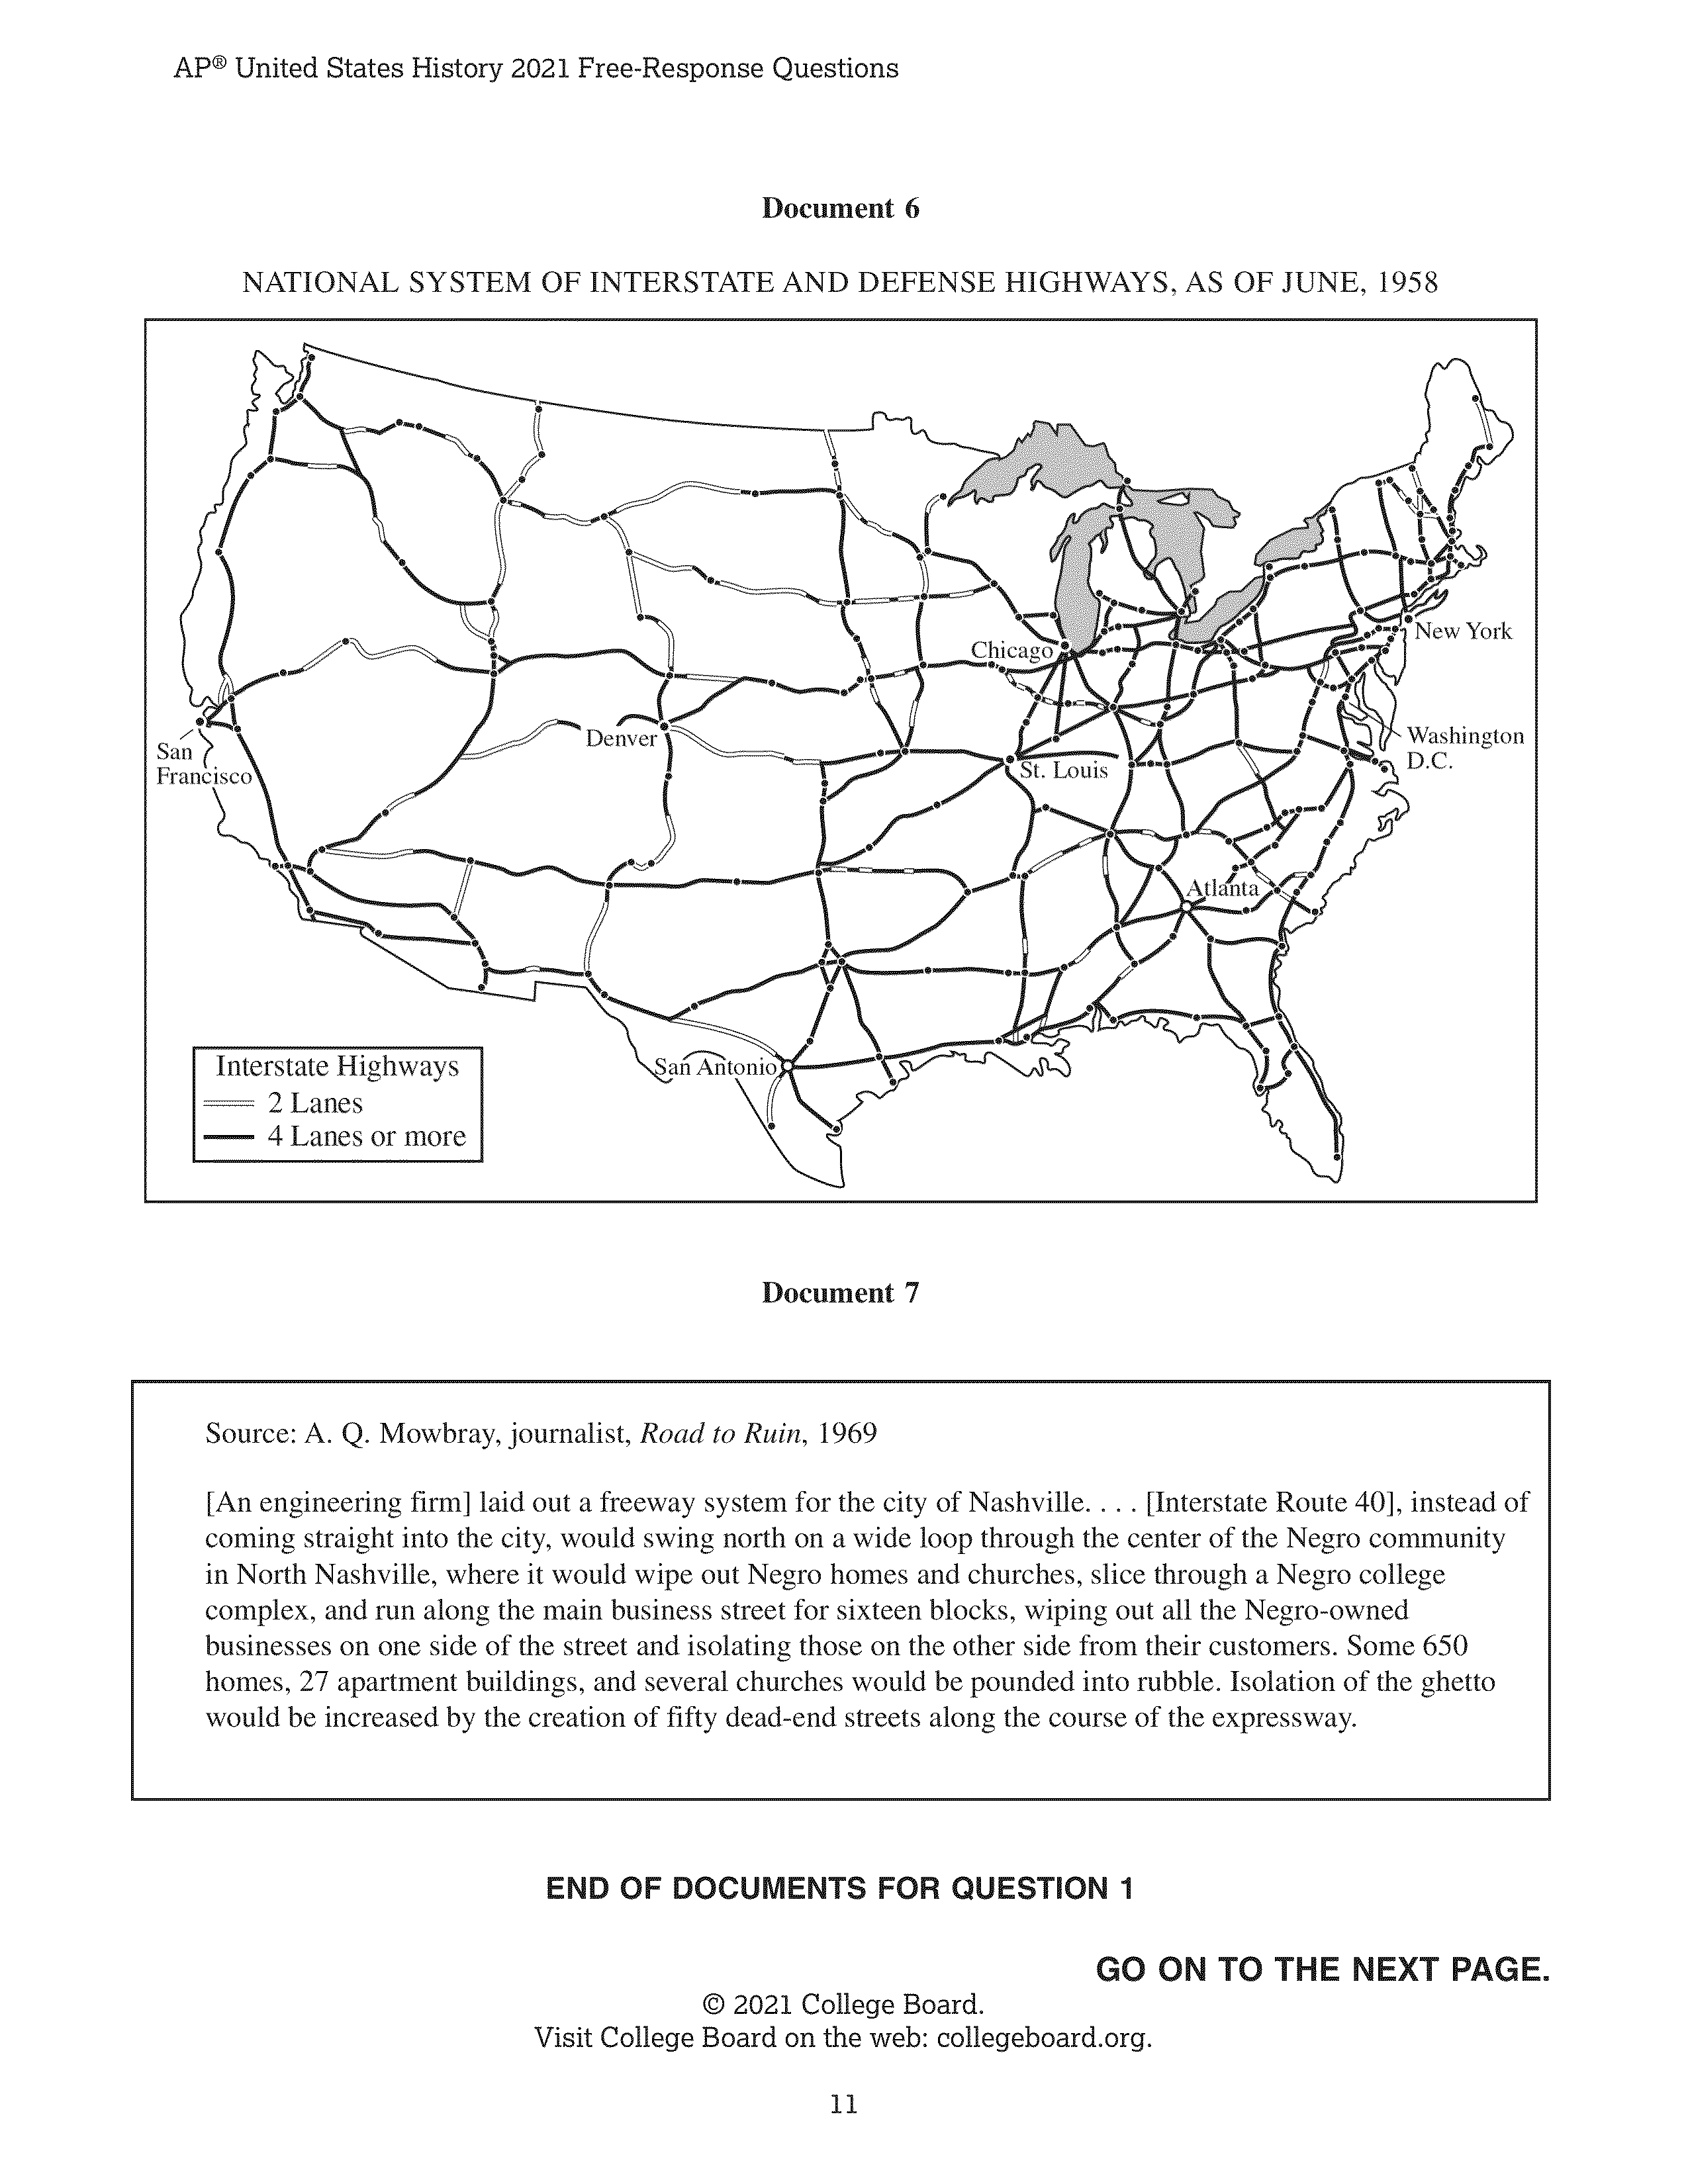 AP® United States History 2021 Free-Response Questions
Document 6
NATIONAL SYSTEM OF INTERSTATE AND DEFENSE HIGHWAYS, AS OF JUNE, 1958
New York
Chicago
Washington
D.C.
San
Francisco
Denver
St. Louis
Atlanta
San Antonio
Interstate Highways
2 Lanes
4 Lanes or more
Document 7
Source: A. Q. Mowbray, journalist, Road to Ruin, 1969
[An engineering firm] laid out a freeway system for the city of Nashville. . . . [Interstate Route 40], instead of
coming straight into the city, would swing north on a wide loop through the center of the Negro community
in North Nashville, where it would wipe out Negro homes and churches, slice through a Negro college
complex, and run along the main business street for sixteen blocks, wiping out all the Negro-owned
businesses on one side of the street and isolating those on the other side from their customers. Some 650
homes, 27 apartment buildings, and several churches would be pounded into rubble. Isolation of the ghetto
would be increased by the creation of fifty dead-end streets along the course of the expressway.
END OF DOCUMENTS FOR QUESTION 1
GO ON TO THE NEXT PAGE.
© 2021 College Board.
Visit College Board on the web: collegeboard.org.
11